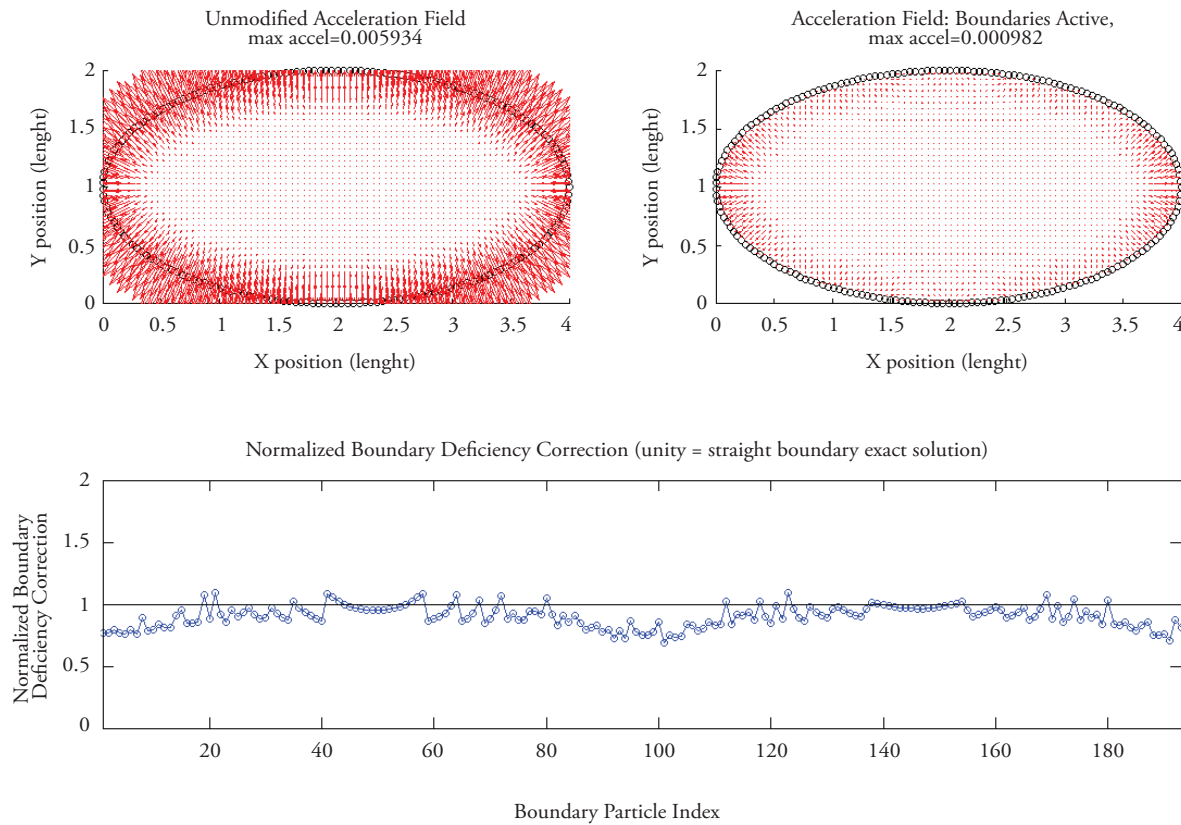 Unmodified Acceleration Field
max accel=0.005934
2
1.5
1
0.5
0
Y position (lenght)
0 0.5 1 1.5 2 2.5 3 3.5 4
X position (lenght)
Acceleration Field: Boundaries Active,
max accel=0.000982
2
1.5
1
0.5
0
Y position (lenght)
0 0.5 1 1.5 2 2.5 3 3.5 4
X position (lenght)
Normalized Boundary Deficiency Correction (unity = straight boundary exact solution)
2
1.5
1
0.5
0
Normalized Boundary
Deficiency Correction
20 40 60 80 100 120 140 160 180
Boundary Particle Index